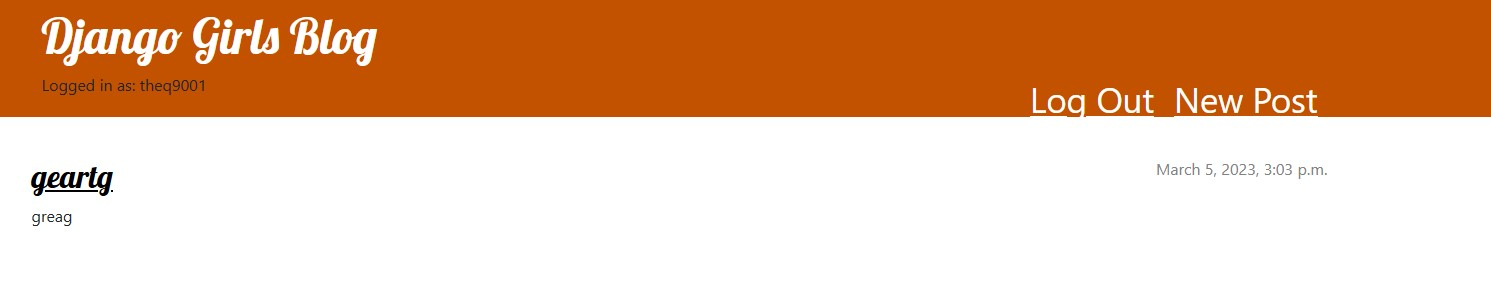 Django Girls Blog
Logged in as: theq9001
Log Out New Post
geartg
March 5, 2023, 3:03 p.m.
greag